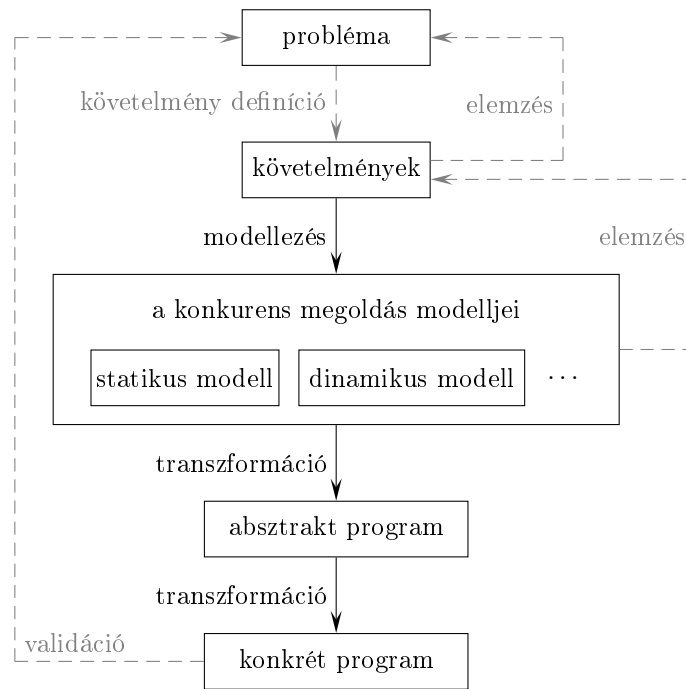 probléma
követelmény definíció
elemzés
követelmények
modellezés
elemzés
a konkurens megoldás modelljei
statikus modell
dinamikus modell
...
transzformáció
absztrakt program
transzformáció
validáció
konkrét program